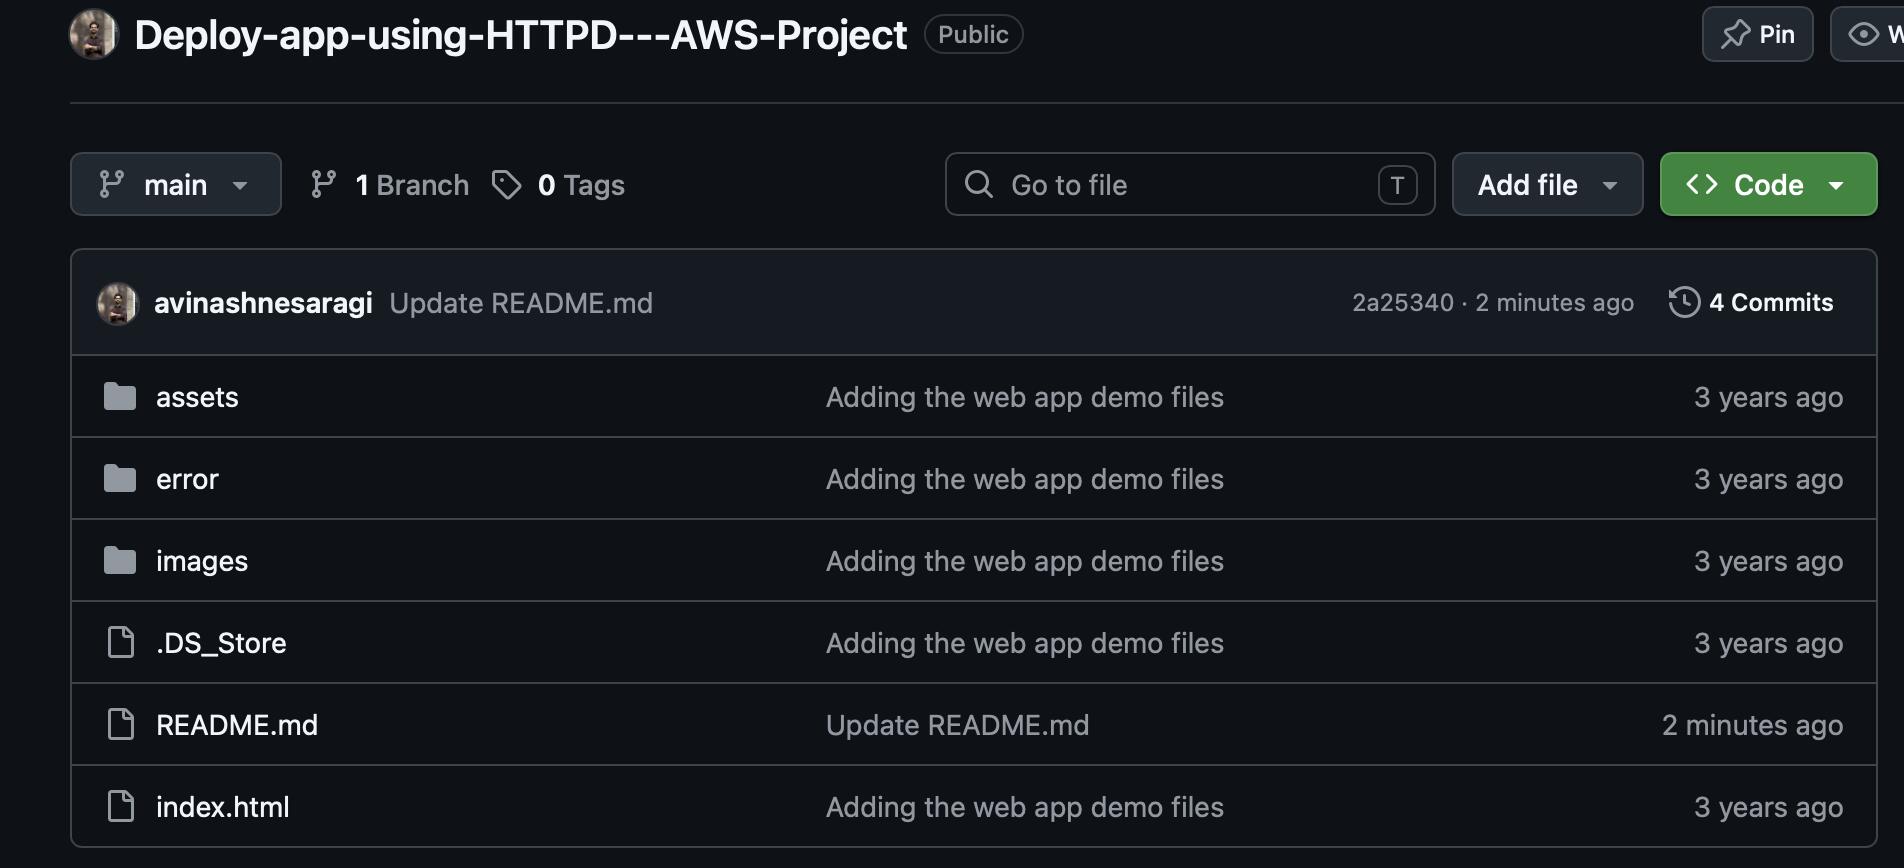 Deploy-app-using-HTTPD---AWS-Project Public Pin
main 1 Branch 0 Tags Go to file T Add file Code
avinashnesaragi Update README.md 2a25340 · 2 minutes ago 4 Commits
assets Adding the web app demo files 3 years ago
error Adding the web app demo files 3 years ago
images Adding the web app demo files 3 years ago
.DS_Store Adding the web app demo files 3 years ago
README.md Update README.md 2 minutes ago
index.html Adding the web app demo files 3 years ago